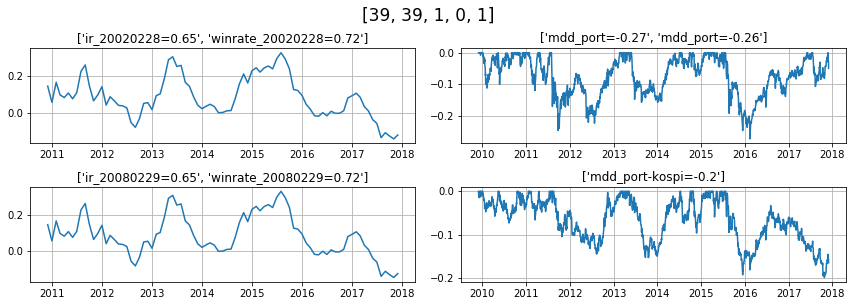 [39, 39, 1, 0, 1]
['ir_20020228=0.65', 'winrate_20020228=0.72']
0.2
0.0
2011 2012 2013 2014 2015 2016 2017 2018
['mdd_port=-0.27', 'mdd_port=-0.26']
0.0
−0.1
−0.2
2010 2011 2012 2013 2014 2015 2016 2017 2018
['ir_20080229=0.65', 'winrate_20080229=0.72']
0.2
0.0
2011 2012 2013 2014 2015 2016 2017 2018
['mdd_port-kospi=-0.2']
0.0
−0.1
−0.2
2010 2011 2012 2013 2014 2015 2016 2017 2018